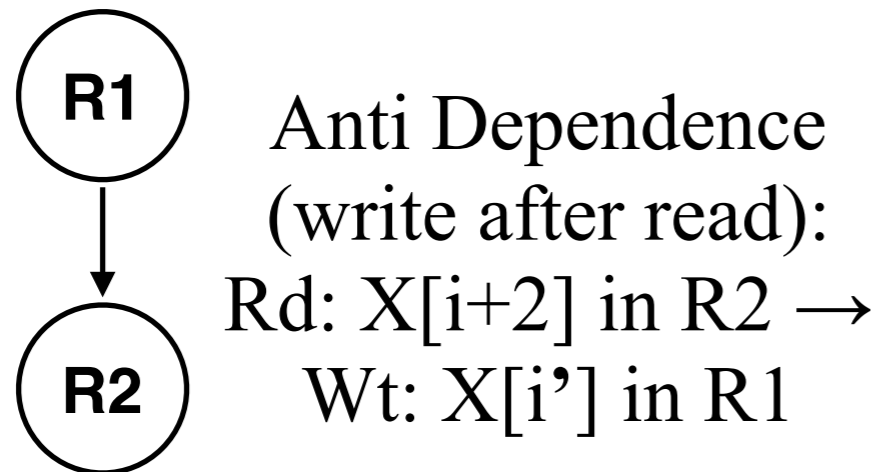 R1
Anti Dependence
(write after read):
Rd: X[i+2] in R2 →
Wt: X[i’] in R1
R2